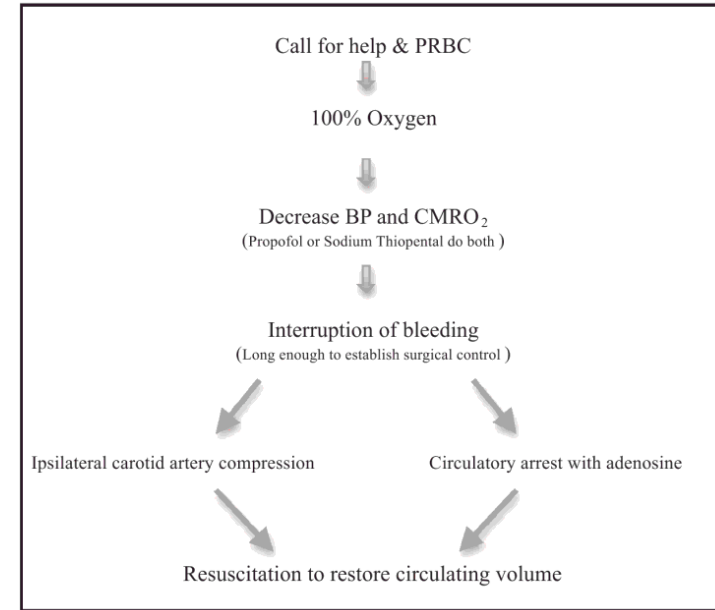 Call for help & PRBC
100% Oxygen
Decrease BP and CMRO₂
(Propofol or Sodium Thiopental do both )
Interruption of bleeding
(Long enough to establish surgical control )
Ipsilateral carotid artery compression
Circulatory arrest with adenosine
Resuscitation to restore circulating volume